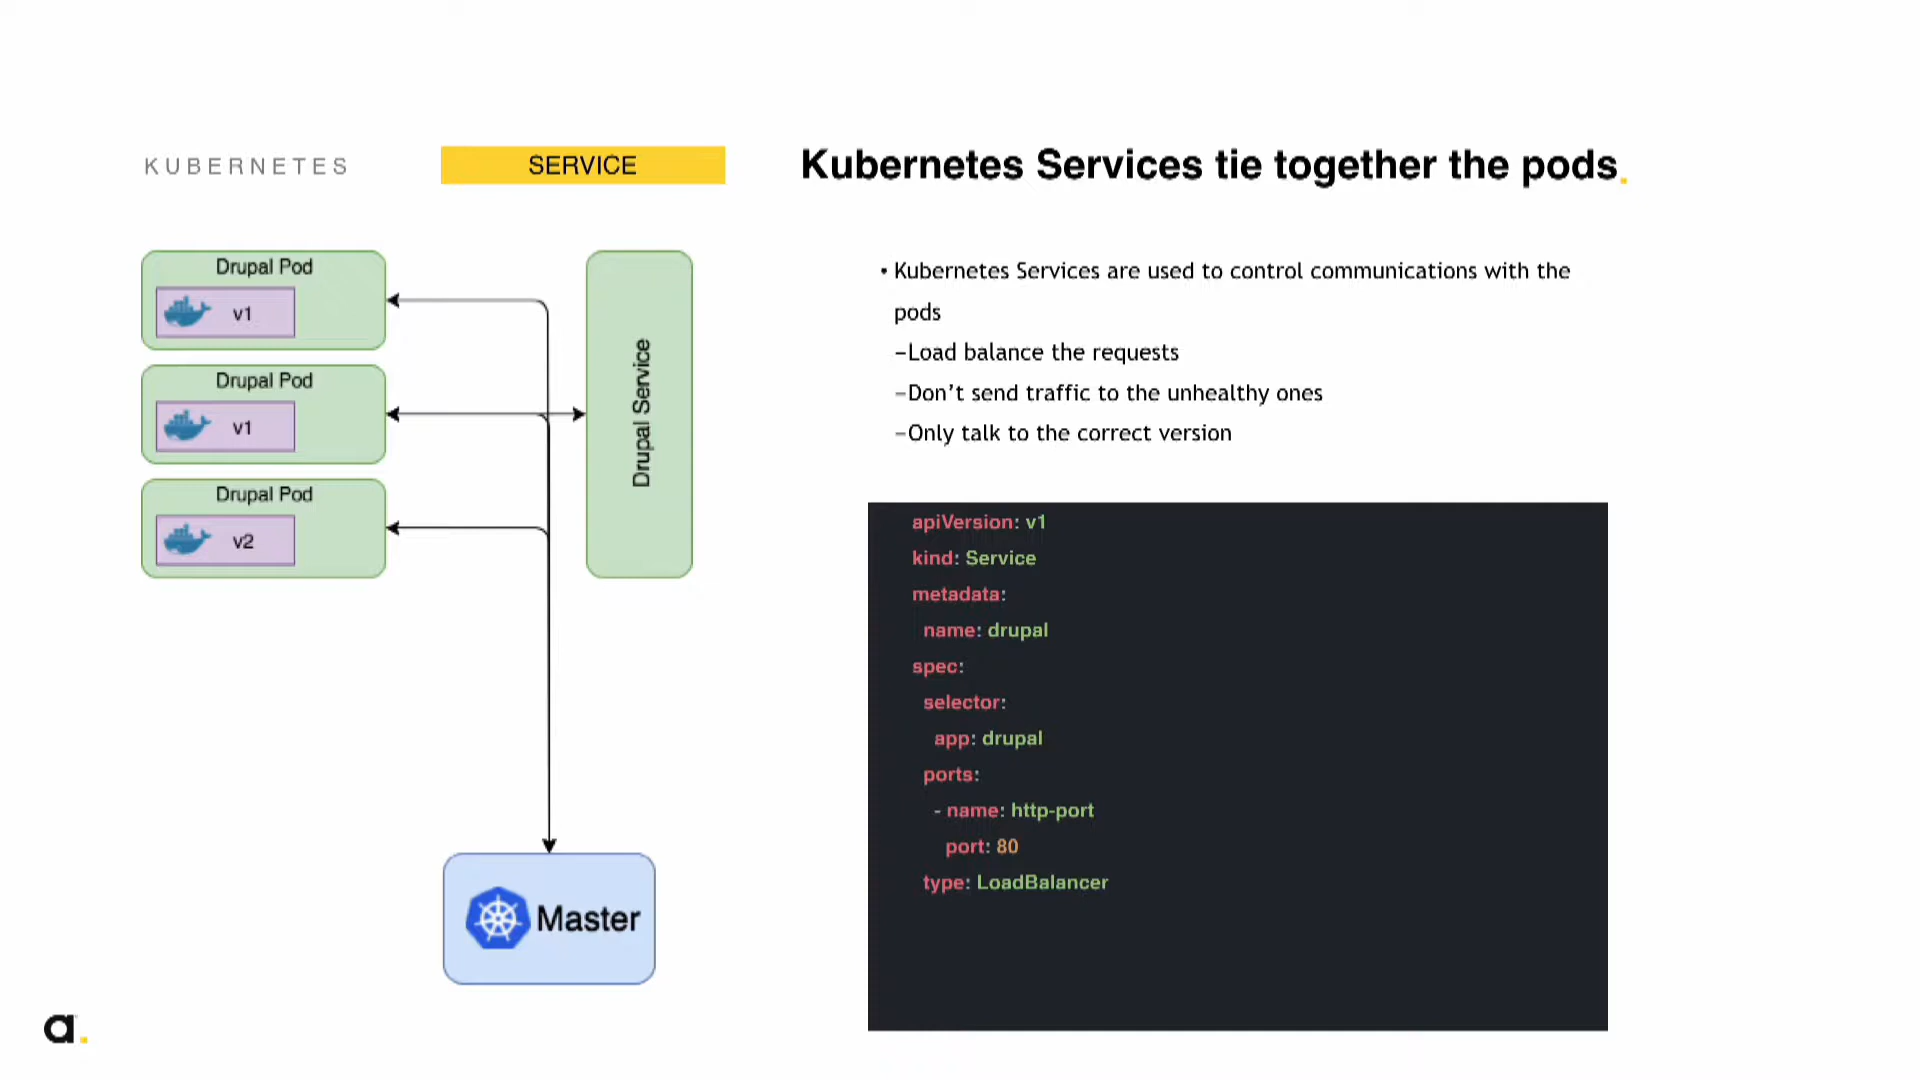 KUBERNETES
SERVICE
Kubernetes Services tie together the pods.
Drupal Pod
v1
Drupal Pod
v1
Drupal Pod
v2
Drupal Service
Master
• Kubernetes Services are used to control communications with the
pods
–Load balance the requests
–Don’t send traffic to the unhealthy ones
–Only talk to the correct version
apiVersion: v1
kind: Service
metadata:
  name: drupal
spec:
  selector:
    app: drupal
  ports:
    - name: http-port
      port: 80
  type: LoadBalancer
a.